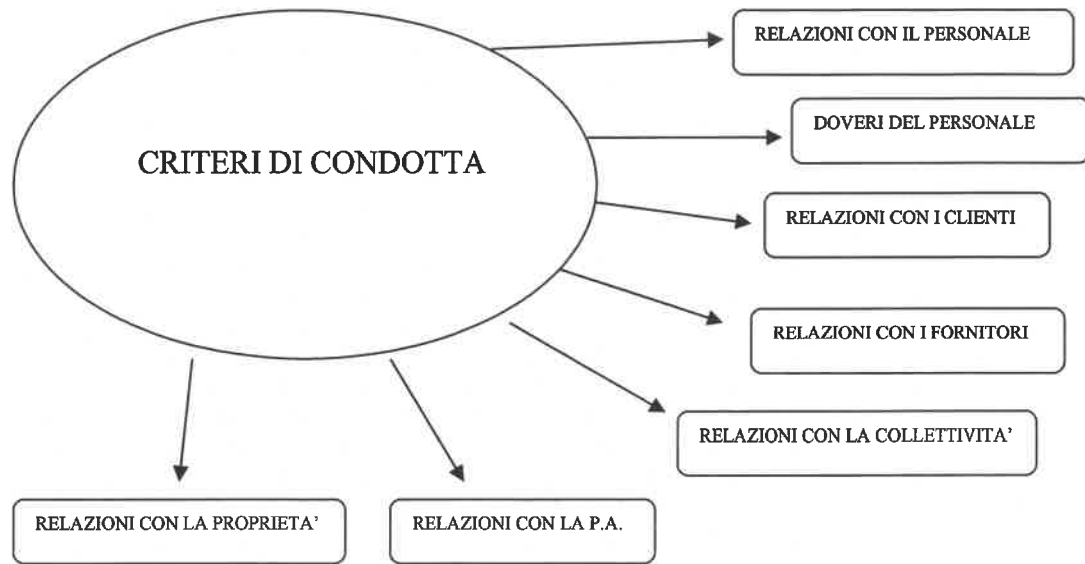 RELAZIONI CON IL PERSONALE
DOVERI DEL PERSONALE
CRITERI DI CONDOTTA
RELAZIONI CON I CLIENTI
RELAZIONI CON I FORNITORI
RELAZIONI CON LA COLLETTIVITA'
RELAZIONI CON LA PROPRIETA'
RELAZIONI CON LA P.A.